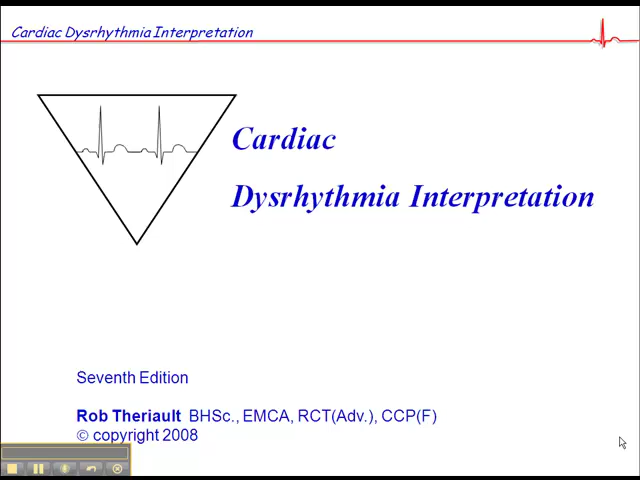 Cardiac Dysrhythmia Interpretation
Cardiac
Dysrhythmia Interpretation
Seventh Edition
Rob Theriault BHSc., EMCA, RCT(Adv.), CCP(F)
© copyright 2008